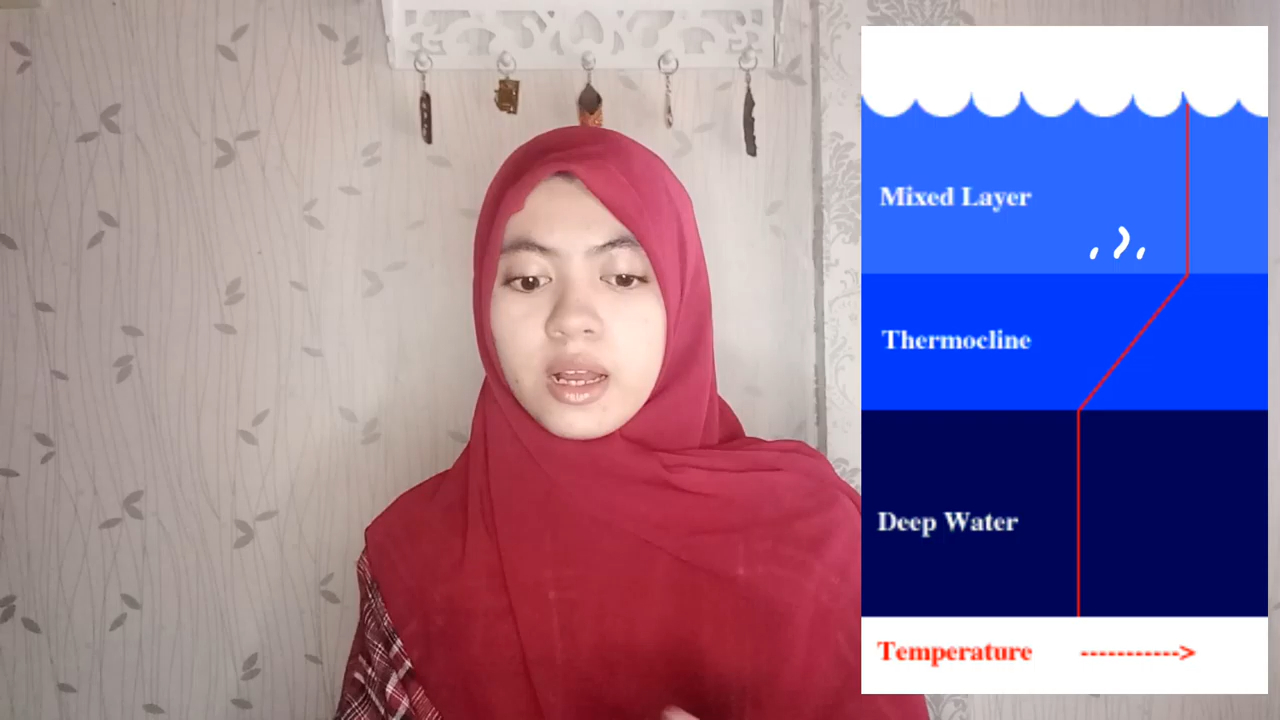 Mixed Layer
Thermocline
Deep Water
Temperature ----------->